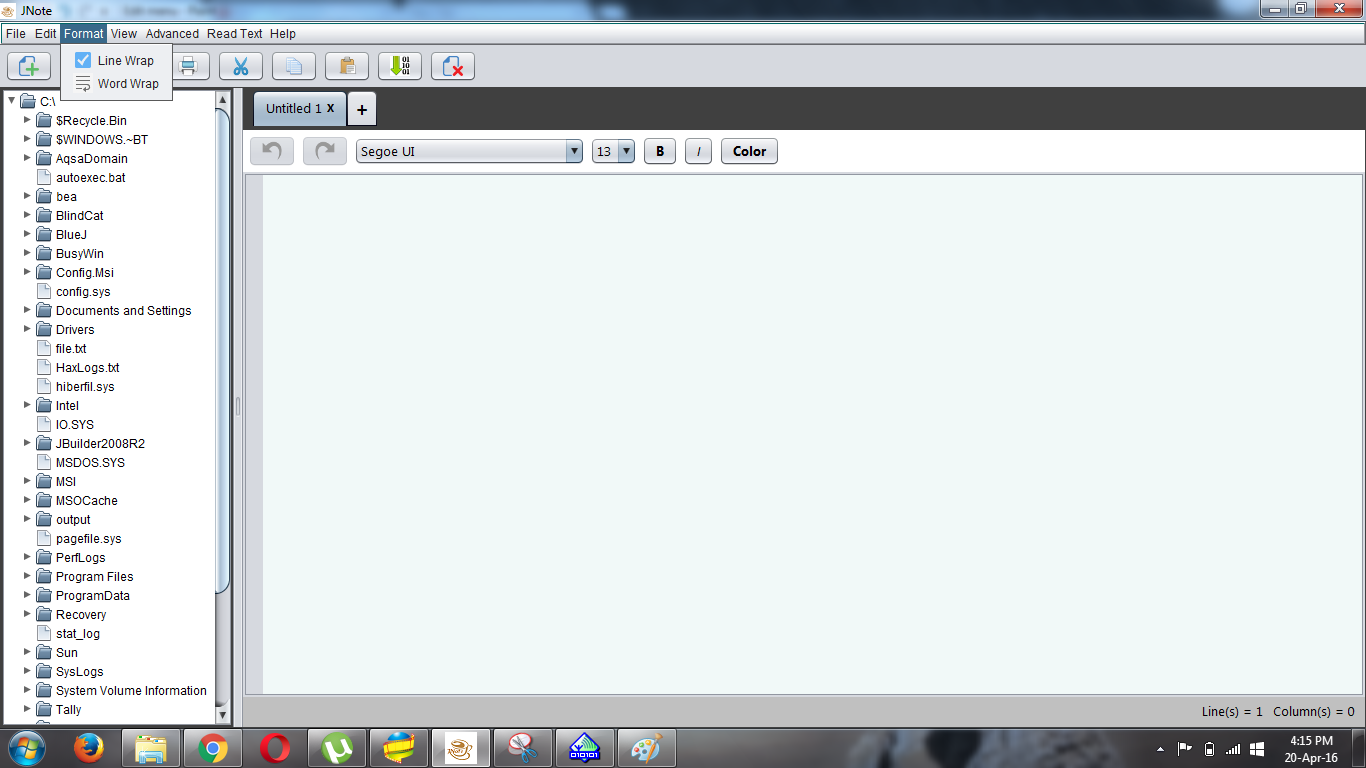 JNote
File Edit Format View Advanced Read Text Help
Line Wrap
Word Wrap
C:\
$Recycle.Bin
$WINDOWS.~BT
AqsaDomain
autoexec.bat
bea
BlindCat
BlueJ
BusyWin
Config.Msi
config.sys
Documents and Settings
Drivers
file.txt
HaxLogs.txt
hiberfil.sys
Intel
IO.SYS
JBuilder2008R2
MSDOS.SYS
MSI
MSOCache
output
pagefile.sys
PerfLogs
Program Files
ProgramData
Recovery
stat_log
Sun
SysLogs
System Volume Information
Tally
Untitled 1 X +
Segoe UI 13 B I Color
Line(s) = 1 Column(s) = 0
4:15 PM
20-Apr-16